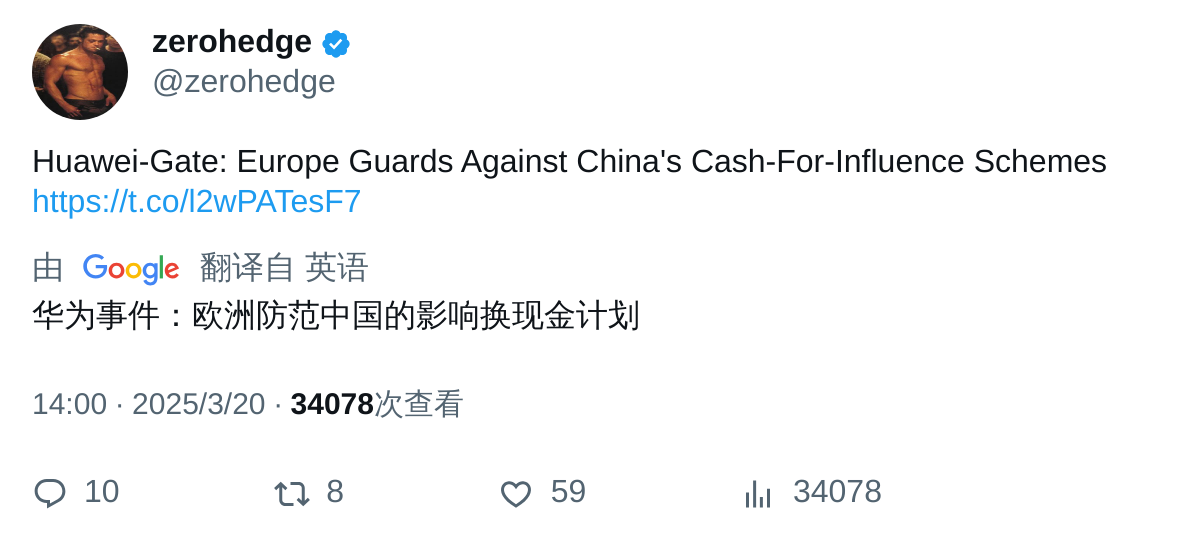 zerohedge
@zerohedge
Huawei-Gate: Europe Guards Against China's Cash-For-Influence Schemes
https://t.co/l2wPATesF7
由 Google 翻译自 英语
华为事件：欧洲防范中国的影响换现金计划
14:00 · 2025/3/20 · 34078次查看
10 8 59 34078